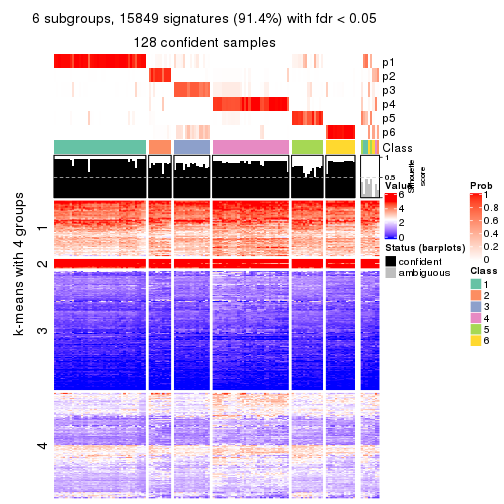 6 subgroups, 15849 signatures (91.4%) with fdr < 0.05
128 confident samples
p1
p2
p3
p4
p5
p6
Class
1
0.5
Silhouette
score
k-means with 4 groups
1
2
3
4
Value
6
4
2
0
Status (barplots)
confident
ambiguous
Prob
1
0.8
0.6
0.4
0.2
0
Class
1
2
3
4
5
6